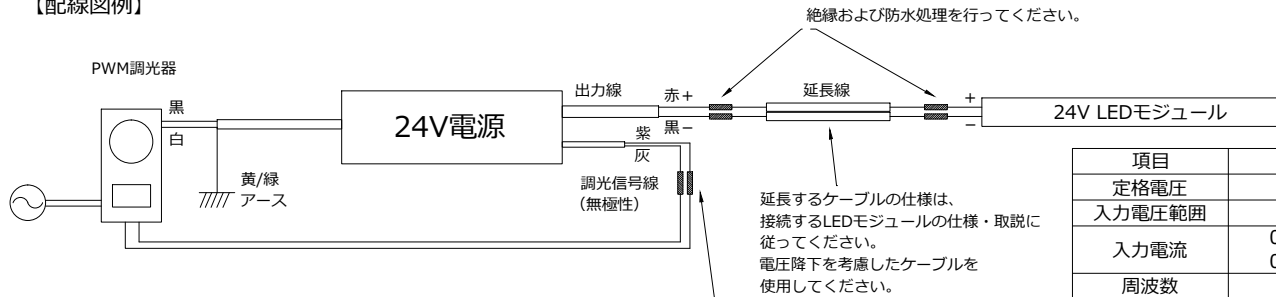 【配線図例】
絶縁および防水処理を行ってください。
PWM調光器
黒
白
黄/緑
アース
24V電源
出力線
赤+
黒-
紫
灰
調光信号線
(無極性)
延長線
+
-
24V LEDモジュール
延長するケーブルの仕様は、
接続するLEDモジュールの仕様・取説に
従ってください。
電圧降下を考慮したケーブルを
使用してください。
項目
定格電圧
入力電圧範囲
入力電流
0
0
周波数